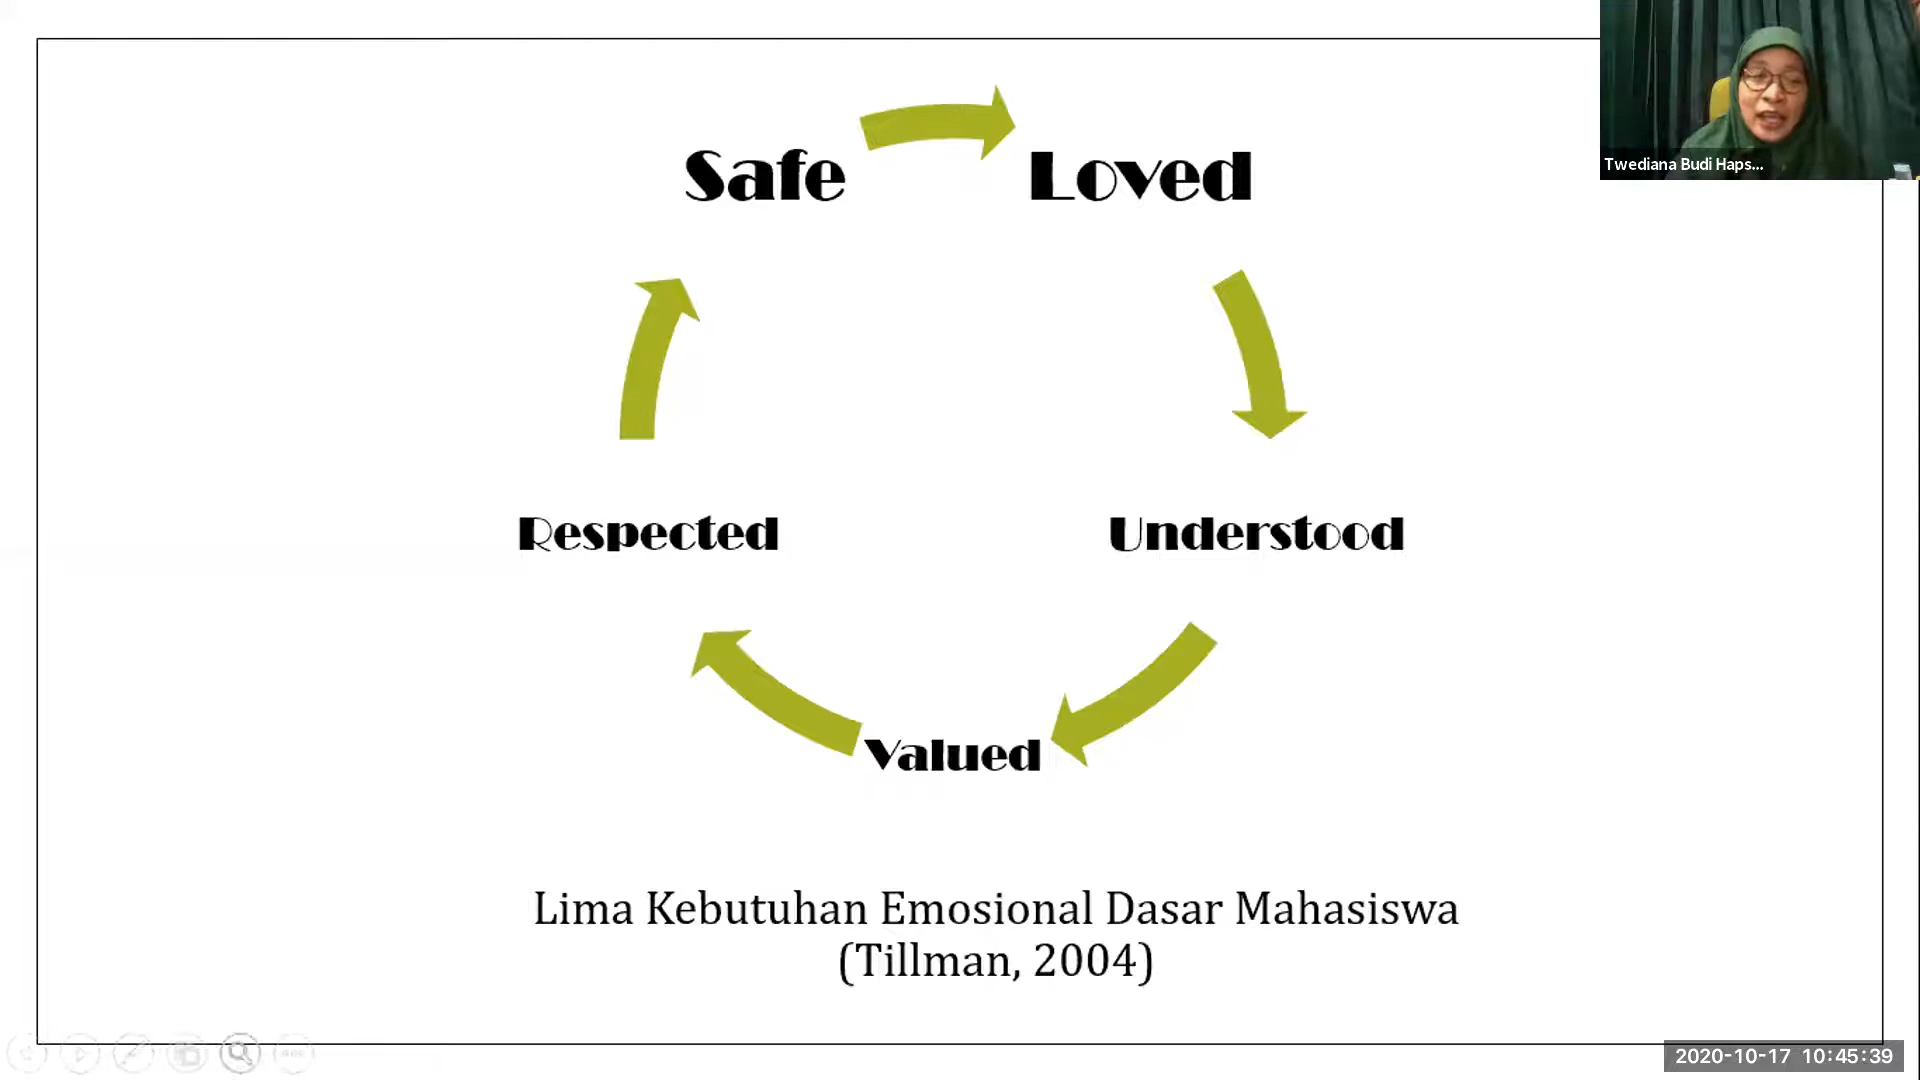 Twediana Budi Haps...
Safe
Loved
Respected
Understood
Valued
Lima Kebutuhan Emosional Dasar Mahasiswa
(Tillman, 2004)
2020-10-17 10:45:39